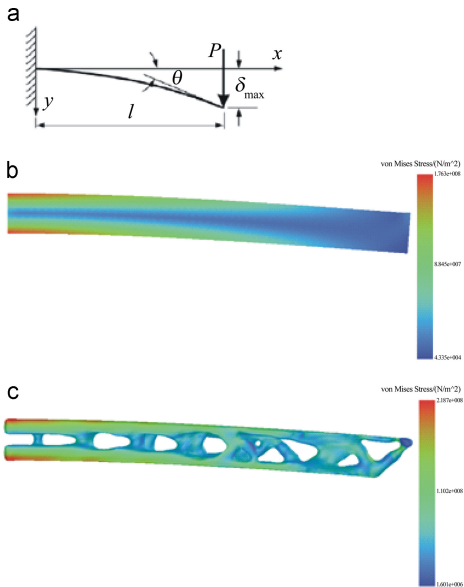 a
P
x
θ
δmax
y
l
b
von Mises Stress/(N/m^2)
1.763e+008
8.845e+007
4.335e+004
c
von Mises Stress/(N/m^2)
2.187e+008
1.102e+008
1.601e+006